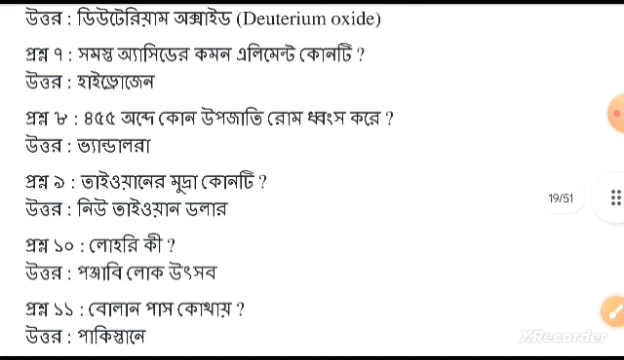 উত্তর : ডিউটেরিয়াম অক্সাইড (Deuterium oxide)
প্রশ্ন ৭ : সমস্ত অ্যাসিডের কমন এলিমেন্ট কোনটি ?
উত্তর : হাইড্রোজেন
প্রশ্ন ৮ : ৪৫৫ অব্দে কোন উপজাতি রোম ধ্বংস করে ?
উত্তর : ভ্যান্ডালরা
প্রশ্ন ৯ : তাইওয়ানের মুদ্রা কোনটি ?
উত্তর : নিউ তাইওয়ান ডলার
19/51
প্রশ্ন ১০ : লোহরি কী ?
উত্তর : পঞ্জাবি লোক উৎসব
প্রশ্ন ১১ : বোলান পাস কোথায় ?
উত্তর : পাকিস্তানে
XRecorder